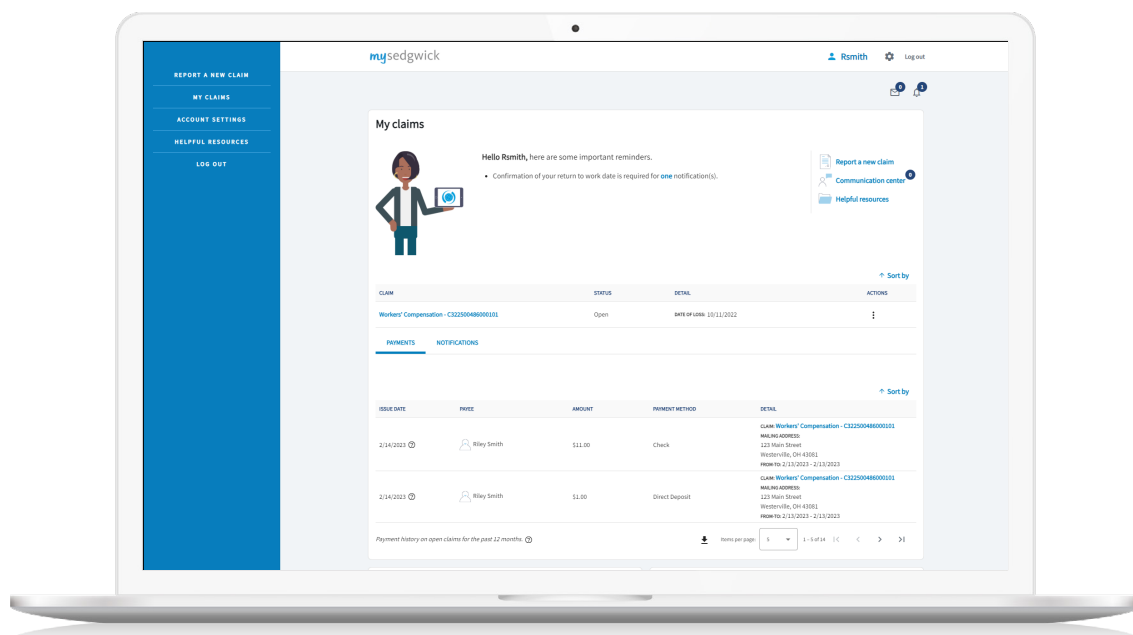 mysedgwick
Rsmith
Log out
REPORT A NEW CLAIM
MY CLAIMS
ACCOUNT SETTINGS
HELPFUL RESOURCES
LOG OUT
0
1
My claims
Hello Rsmith, here are some important reminders.
• Confirmation of your return to work date is required for one notification(s).
Report a new claim
Communication center 0
Helpful resources
Sort by
CLAIM STATUS DETAIL ACTIONS
Workers' Compensation - C322500486000101 Open DATE OF LOSS: 10/11/2022
PAYMENTS NOTIFICATIONS
Sort by
ISSUE DATE PAYEE AMOUNT PAYMENT METHOD DETAIL
CLAIM: Workers' Compensation - C322500486000101
MAILING ADDRESS:
2/14/2023 Riley Smith $11.00 Check 123 Main Street
Westerville, OH 43081
FROM-TO: 2/13/2023 - 2/13/2023
CLAIM: Workers' Compensation - C322500486000101
MAILING ADDRESS:
2/14/2023 Riley Smith $1.00 Direct Deposit 123 Main Street
Westerville, OH 43081
FROM-TO: 2/13/2023 - 2/13/2023
Payment history on open claims for the past 12 months.
Items per page: 5 1 - 5 of 14